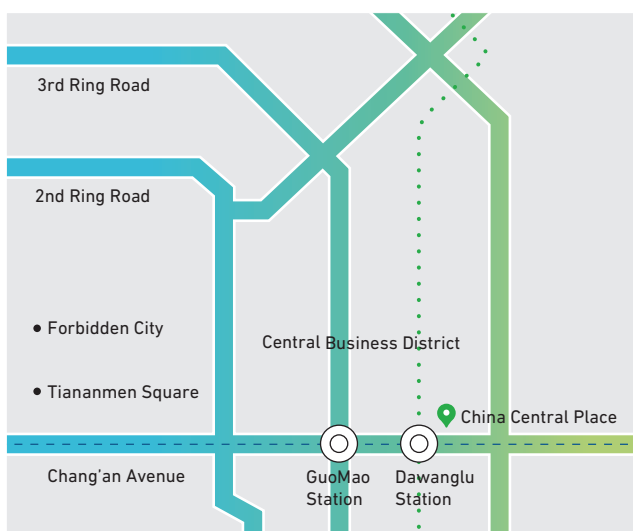 3rd Ring Road
2nd Ring Road
Forbidden City
Central Business District
Tiananmen Square
China Central Place
Chang'an Avenue
GuoMao
Station
Dawanglu
Station